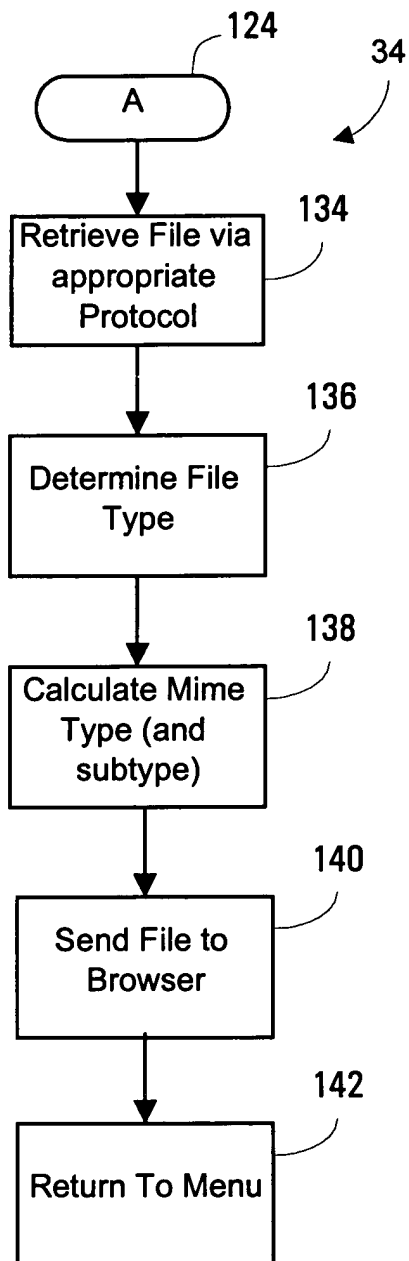 124
A
34
134
Retrieve File via
appropriate
Protocol
136
Determine File
Type
138
Calculate Mime
Type (and
subtype)
140
Send File to
Browser
142
Return To Menu